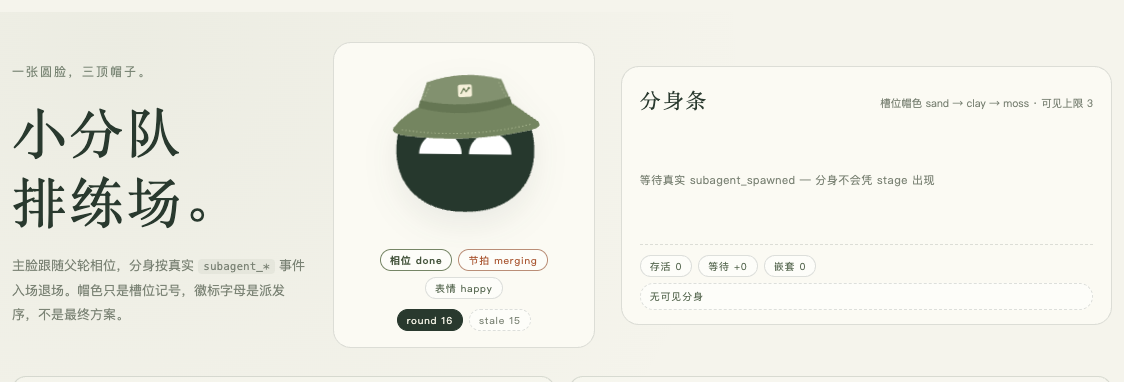 一张圆脸，三顶帽子。
小分队
排练场。
主脸跟随父轮相位，分身按真实 subagent_* 事件
入场退场。帽色只是槽位记号，徽标字母是派发
序，不是最终方案。
相位 done 节拍 merging
表情 happy
round 16 stale 15
分身条 槽位帽色 sand → clay → moss · 可见上限 3
等待真实 subagent_spawned — 分身不会凭 stage 出现
存活 0 等待 +0 嵌套 0
无可见分身